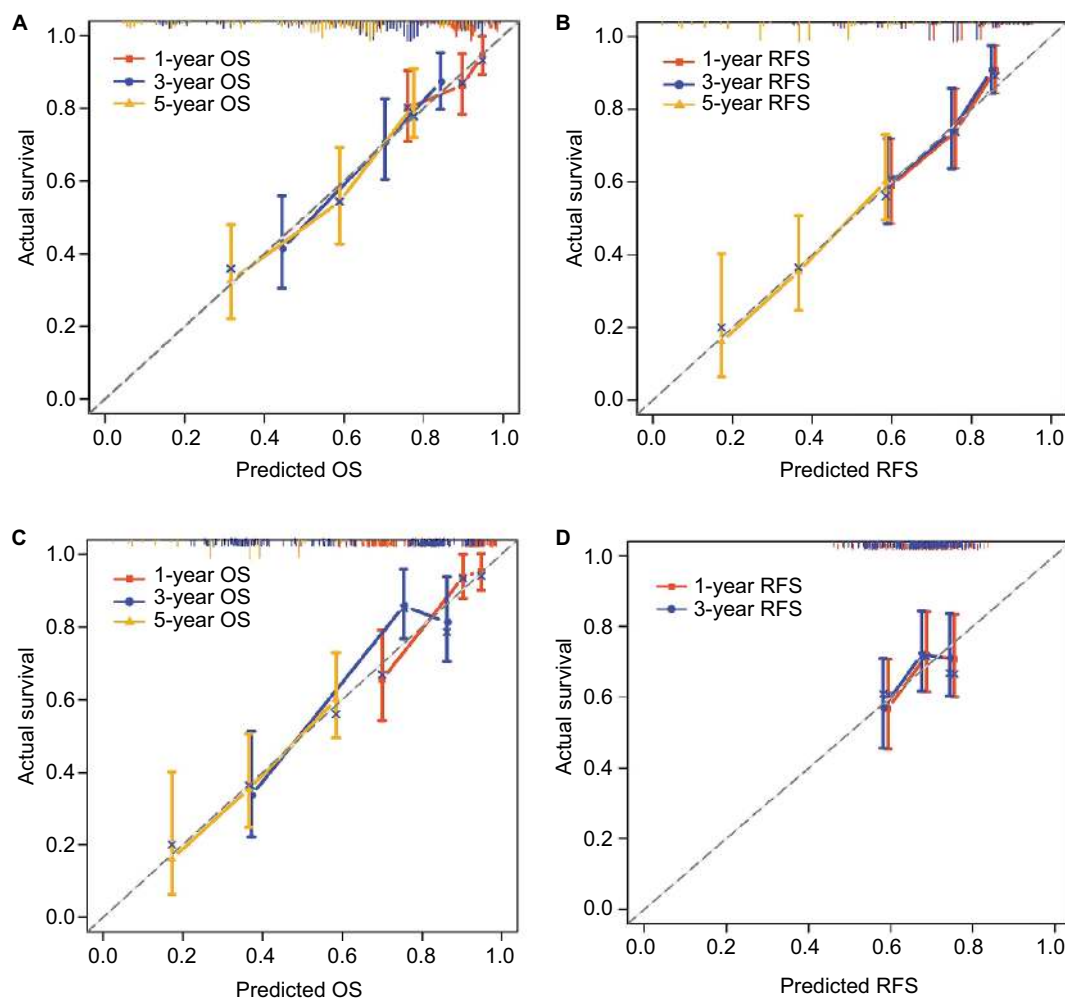 A
1-year OS
3-year OS
5-year OS
Actual survival
1.0
0.8
0.6
0.4
0.2
0.0
0.0 0.2 0.4 0.6 0.8 1.0
Predicted OS
B
1-year RFS
3-year RFS
5-year RFS
Actual survival
1.0
0.8
0.6
0.4
0.2
0.0
0.0 0.2 0.4 0.6 0.8 1.0
Predicted RFS
C
1-year OS
3-year OS
5-year OS
Actual survival
1.0
0.8
0.6
0.4
0.2
0.0
0.0 0.2 0.4 0.6 0.8 1.0
Predicted OS
D
1-year RFS
3-year RFS
Actual survival
1.0
0.8
0.6
0.4
0.2
0.0
0.0 0.2 0.4 0.6 0.8 1.0
Predicted RFS